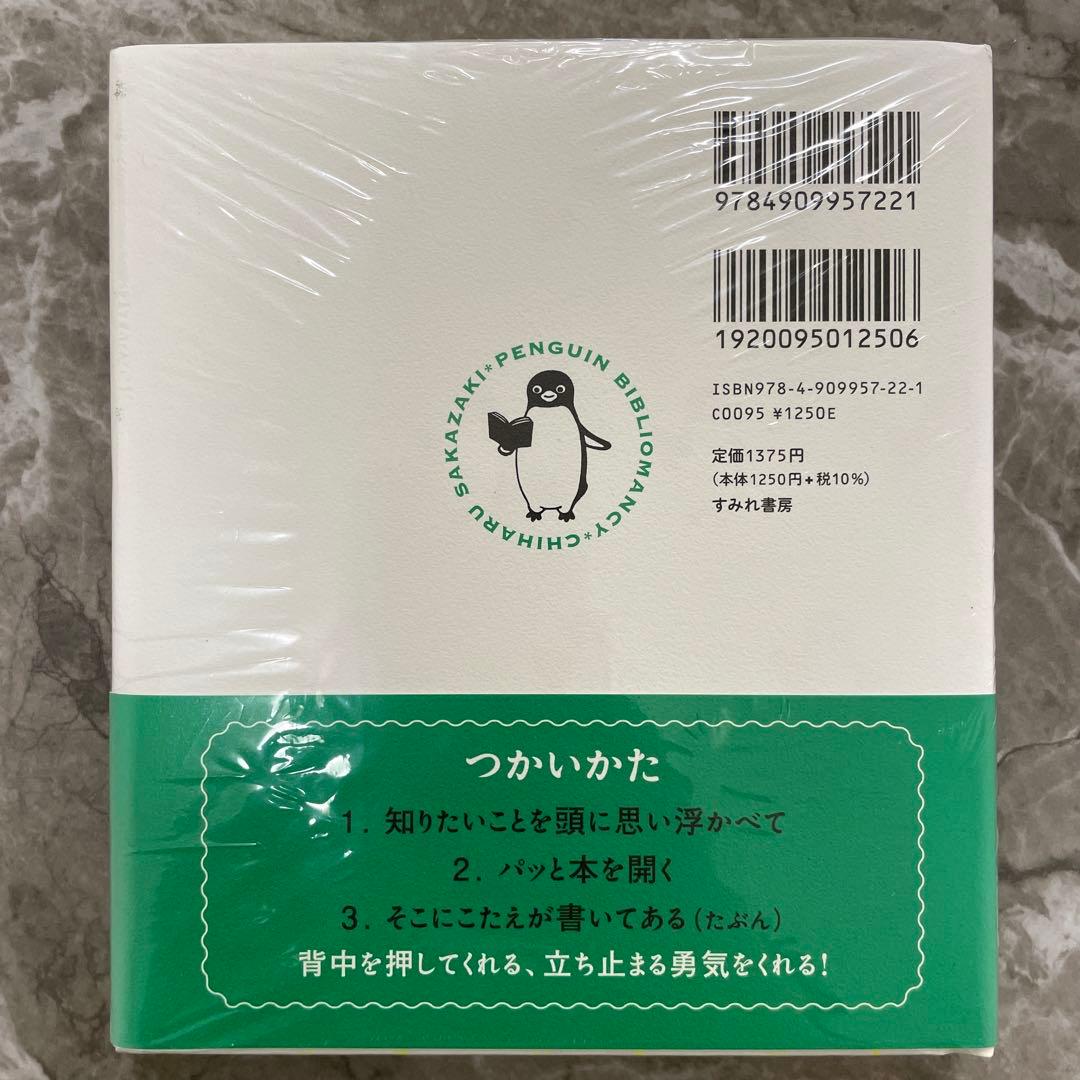 9784909957221
1920095012506
ISBN978-4-909957-22-1
C0095 ¥1250E
定価1375円
(本体1250円+税10%)
すみれ書房
CHIHARU SAKAZAKI*PENGUIN BIBLIOMANCY*
つかいかた
1. 知りたいことを頭に思い浮かべて
2. パッと本を開く
3. そこにこたえが書いてある(たぶん)
背中を押してくれる、立ち止まる勇気をくれる!